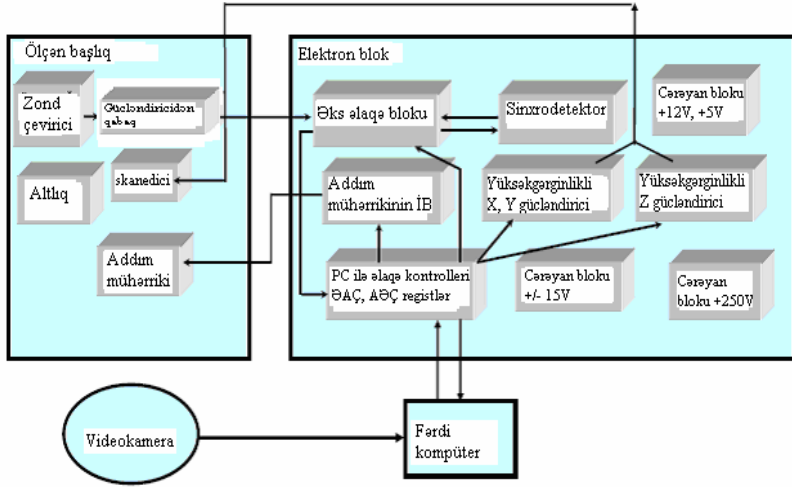 Ölçən başlıq
Zond
çevirici
Gücləndiricidən
qabaq
Altlıq
skanedici
Addım
mühərriki
Elektron blok
Əks əlaqə bloku
Sinxrodetektor
Cərəyan bloku
+12V, +5V
Addım
mühərrikinin İB
Yüksəkgərginlikli
X, Y gücləndirici
Yüksəkgərginlikli
Z gücləndirici
PC ilə əlaqə kontrolleri
ƏAÇ, AƏÇ registlər
Cərəyan bloku
+/- 15V
Cərəyan
bloku +250V
Videokamera
Fərdi
kompüter